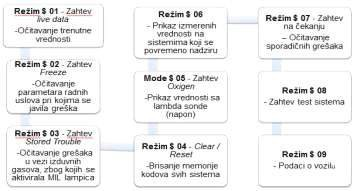 Režim $ 01 - Zahtev
live data
-Očitavanje trenutne
vrednosti
Režim $ 02 - Zahtev
Freeze
-Očitavanje
parametara radnih
uslova pri kojima se
javila greška
Režim $ 03 - Zahtev
Stored Trouble
-Očitavanje grešaka
u vezi izduvnih
gasova, zbog kojih se
aktivirala MIL lampica
Režim $ 04 - Clear /
Reset
-Brisanje memorije
kodova svih sistema
Mode $ 05 - Zahtev
Oxigen
-Prikaz vrednosti sa
lambda sonde
(napon)
Režim $ 06
- Prikaz izmerenih
vrednosti na
sistemima koji se
povremeno nadziru
Režim $ 07 - Zahtev
na čekanju
– Očitavanje
sporadičnih grešaka
Režim $ 08
- Zahtev test sistema
Režim $ 09
- Podaci o vozilu